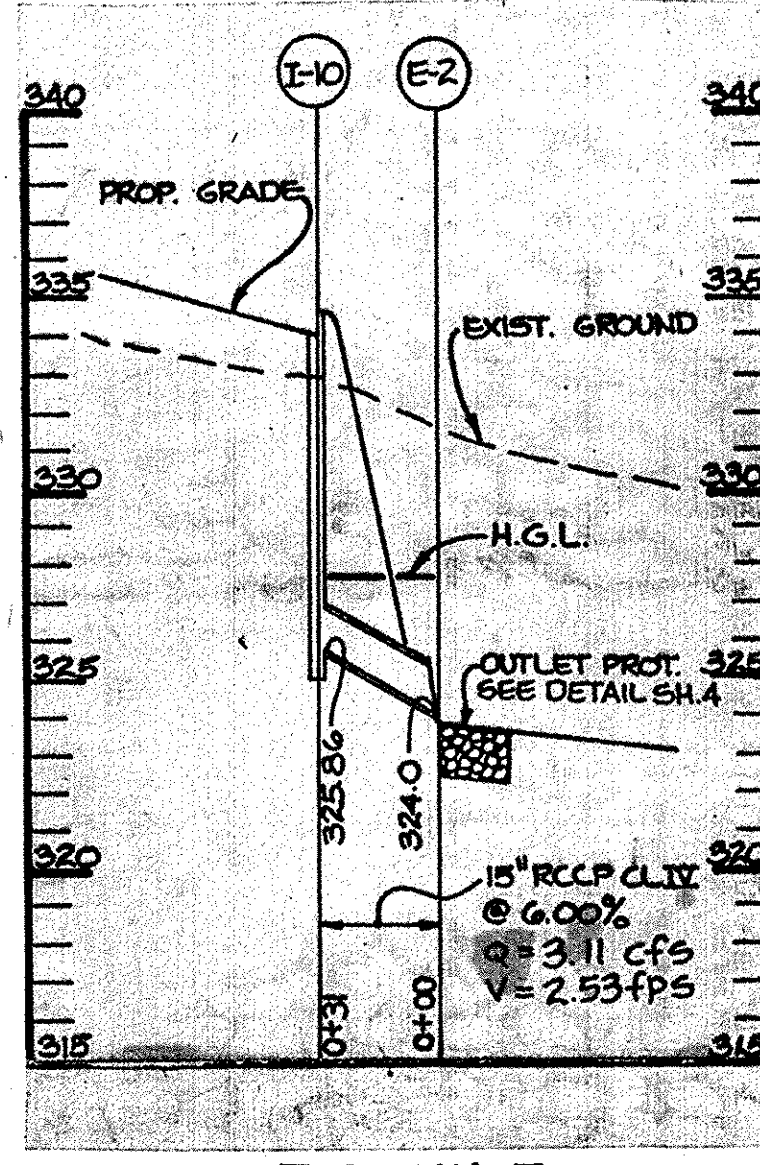 I-10
E-2
340
340
PROP. GRADE
335
335
EXIST. GROUND
330
330
H.G.L.
325
OUTLET PROT.
325
SEE DETAIL SH.4
325.86
324.0
320
320
15" RCCP CL IV
@ 6.00%
Q = 3.11 cfs
V = 2.53 fps
0+31
0+00
315
315